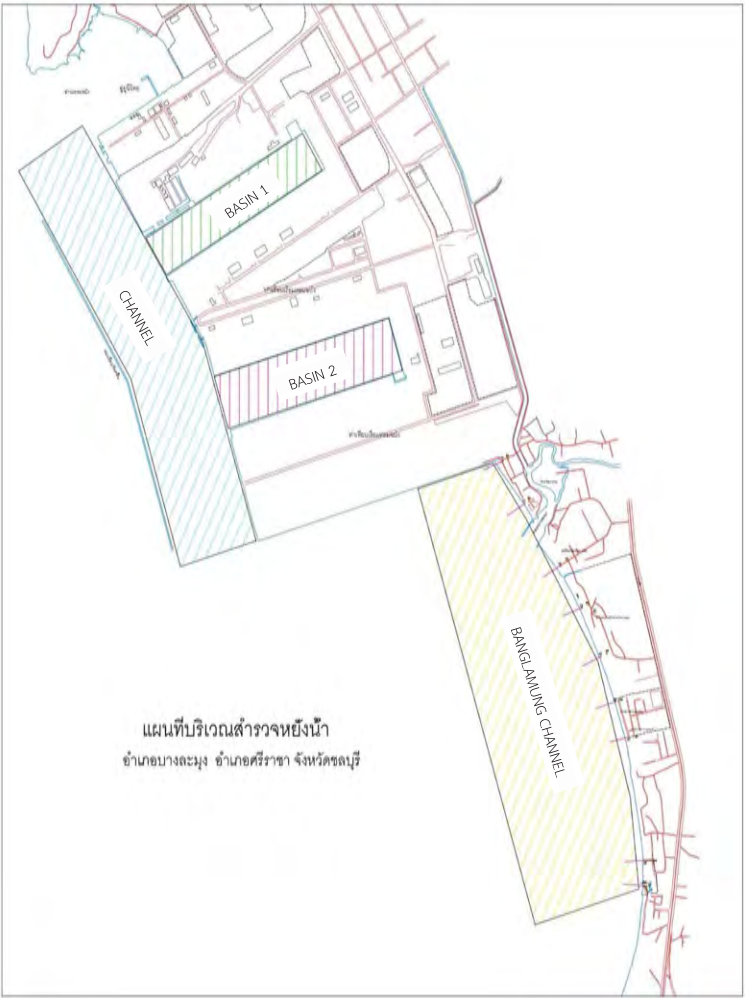 BASIN 1
CHANNEL
BASIN 2
BANGLAMUNG CHANNEL
แผนที่บริเวณสำรวจหยั่งน้ำ
อำเภอบางละมุง อำเภอศรีราชา จังหวัดชลบุรี